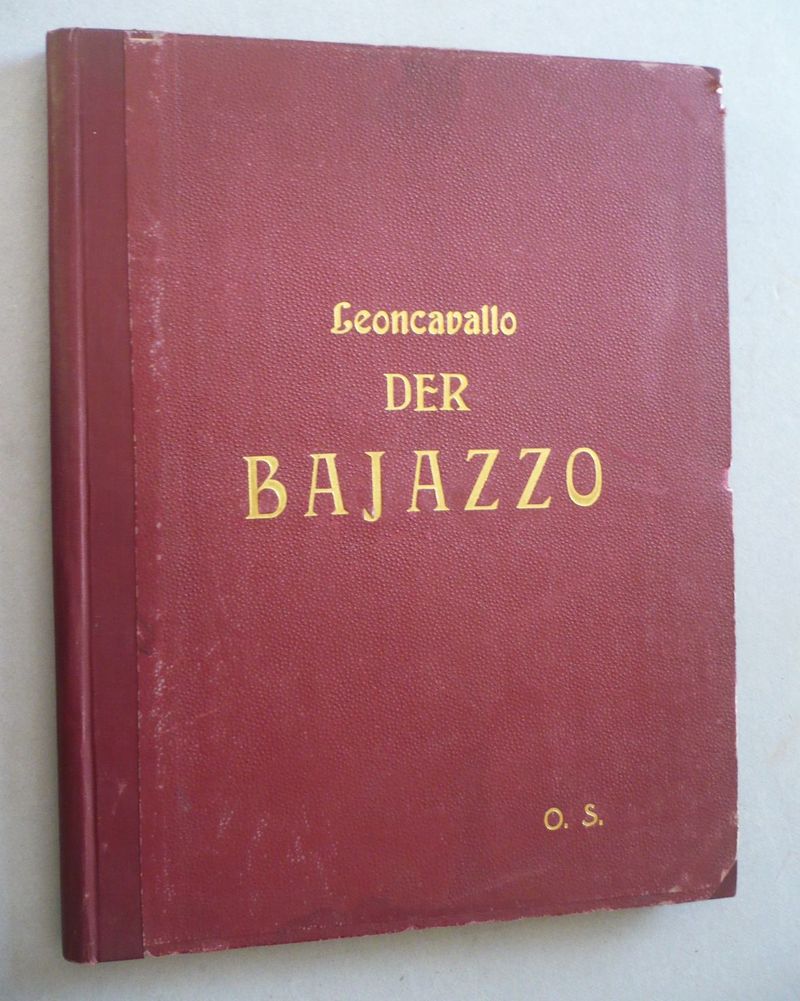 Leoncavallo
DER
BAJAZZO
O. S.